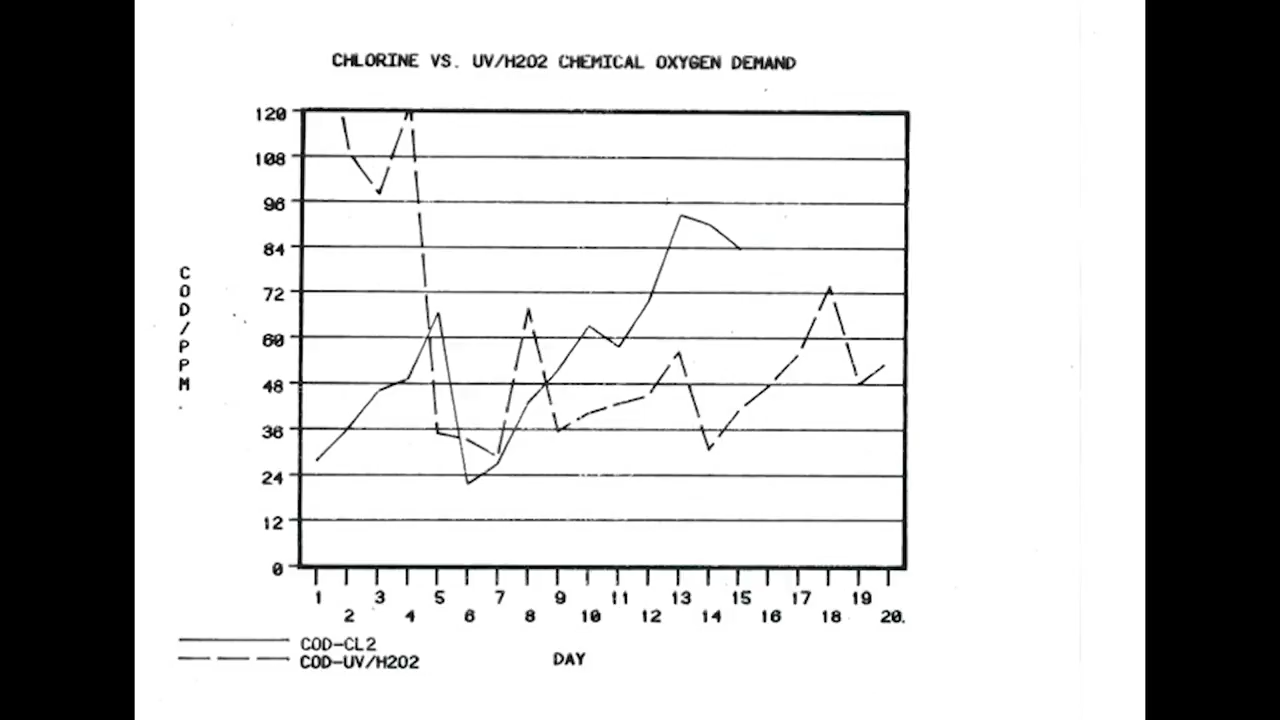 CHLORINE VS. UV/H2O2 CHEMICAL OXYGEN DEMAND
120
108
96
84
72
60
48
36
24
12
0
COD/PPM
1 3 5 7 9 11 13 15 17 19
2 4 6 8 10 12 14 16 18 20.
COD-CL2
COD-UV/H2O2
DAY